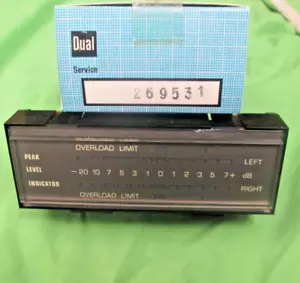 Dual
Service
269531
OVERLOAD LIMIT
PEAK LEFT
LEVEL -20 10 7 5 3 1 0 1 2 3 5 7+ dB
INDICATOR RIGHT
OVERLOAD LIMIT